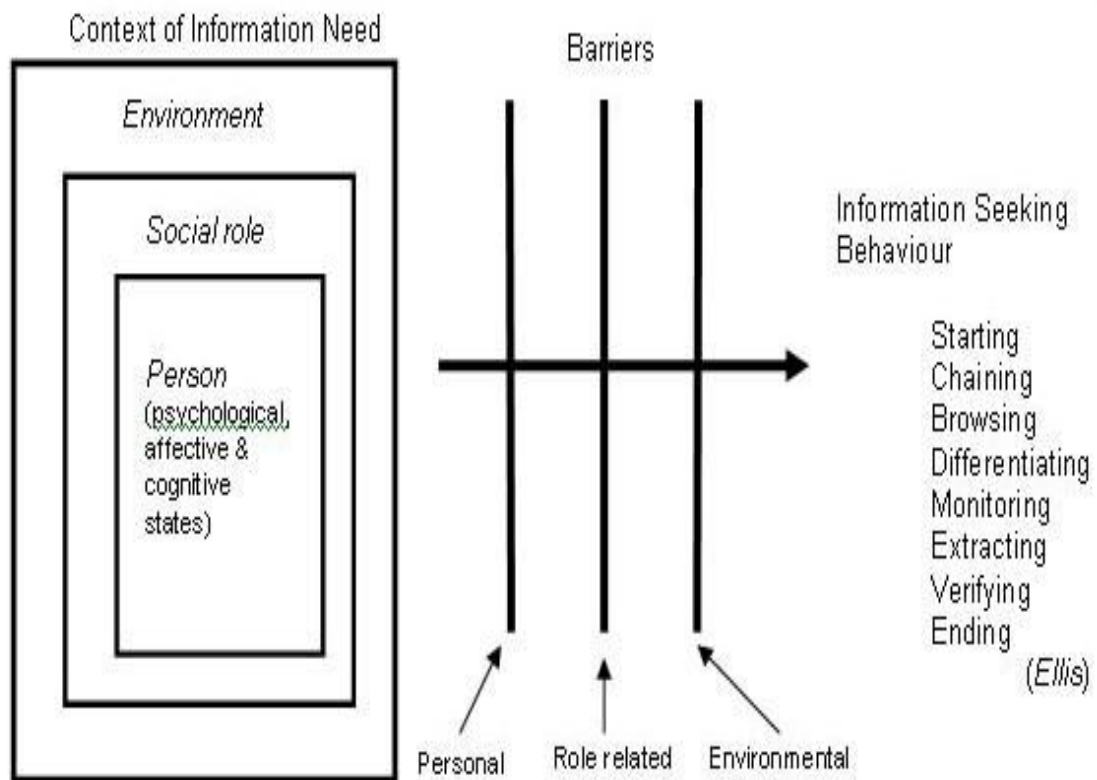 Context of Information Need
Environment
Social role
Person
(psychological,
affective &
cognitive
states)
Barriers
Personal
Role related
Environmental
Information Seeking
Behaviour
Starting
Chaining
Browsing
Differentiating
Monitoring
Extracting
Verifying
Ending
(Ellis)